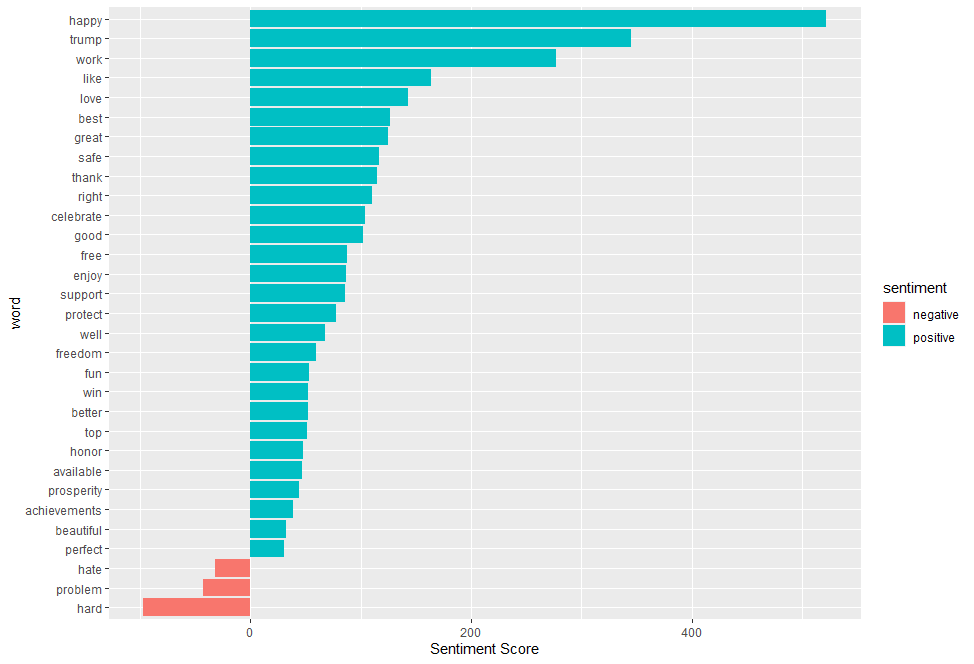 happy
trump
work
like
love
best
great
safe
thank
right
celebrate
good
free
enjoy
support
protect
well
freedom
fun
win
better
top
honor
available
prosperity
achievements
beautiful
perfect
hate
problem
hard
word
0 200 400
Sentiment Score
sentiment
negative
positive